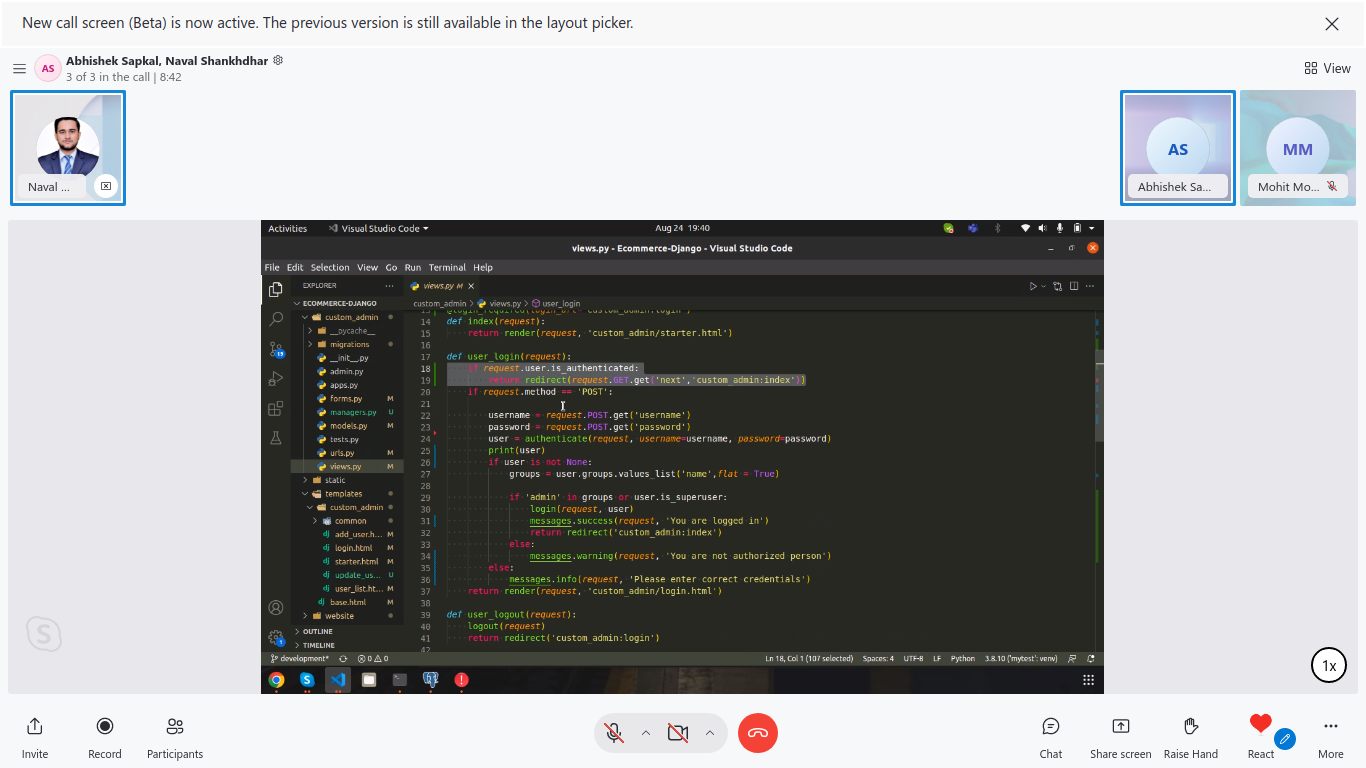 New call screen (Beta) is now active. The previous version is still available in the layout picker.
AS
Abhishek Sapkal, Naval Shankhdhar
3 of 3 in the call | 8:42
View
Naval ...
AS
Abhishek Sa...
MM
Mohit Mo...
Activities
Visual Studio Code
Aug 24 19:40
views.py - Ecommerce-Django - Visual Studio Code
File Edit Selection View Go Run Terminal Help
EXPLORER
views.py M
ECOMMERCE-DJANGO
custom_admin > views.py > user_login
custom_admin
__pycache__
migrations
__init__.py
admin.py
apps.py
forms.py M
managers.py U
models.py M
tests.py
urls.py M
views.py M
static
templates
custom_admin
common
add_user.h... M
login.html M
starter.html M
update_us... U
user_list.ht... M
base.html M
website
OUTLINE
TIMELINE
13 @login_required(login_url='custom_admin:login')
14 def index(request):
15 return render(request, 'custom_admin/starter.html')
16
17 def user_login(request):
18 if request.user.is_authenticated:
19 return redirect(request.GET.get('next','custom_admin:index'))
20 if request.method == 'POST':
21
22 username = request.POST.get('username')
23 password = request.POST.get('password')
24 user = authenticate(request, username=username, password=password)
25 print(user)
26 if user is not None:
27 groups = user.groups.values_list('name',flat = True)
28
29 if 'admin' in groups or user.is_superuser:
30 login(request, user)
31 messages.success(request, 'You are logged in')
32 return redirect('custom_admin:index')
33 else:
34 messages.warning(request, 'You are not authorized person')
35 else:
36 messages.info(request, 'Please enter correct credentials')
37 return render(request, 'custom_admin/login.html')
38
39 def user_logout(request):
40 logout(request)
41 return redirect('custom_admin:login')
42
development* 0 0 Ln 18, Col 1 (107 selected) Spaces: 4 UTF-8 LF Python 3.8.10 ('mytest': venv)
1x
Invite
Record
Participants
Chat
Share screen
Raise Hand
React
More